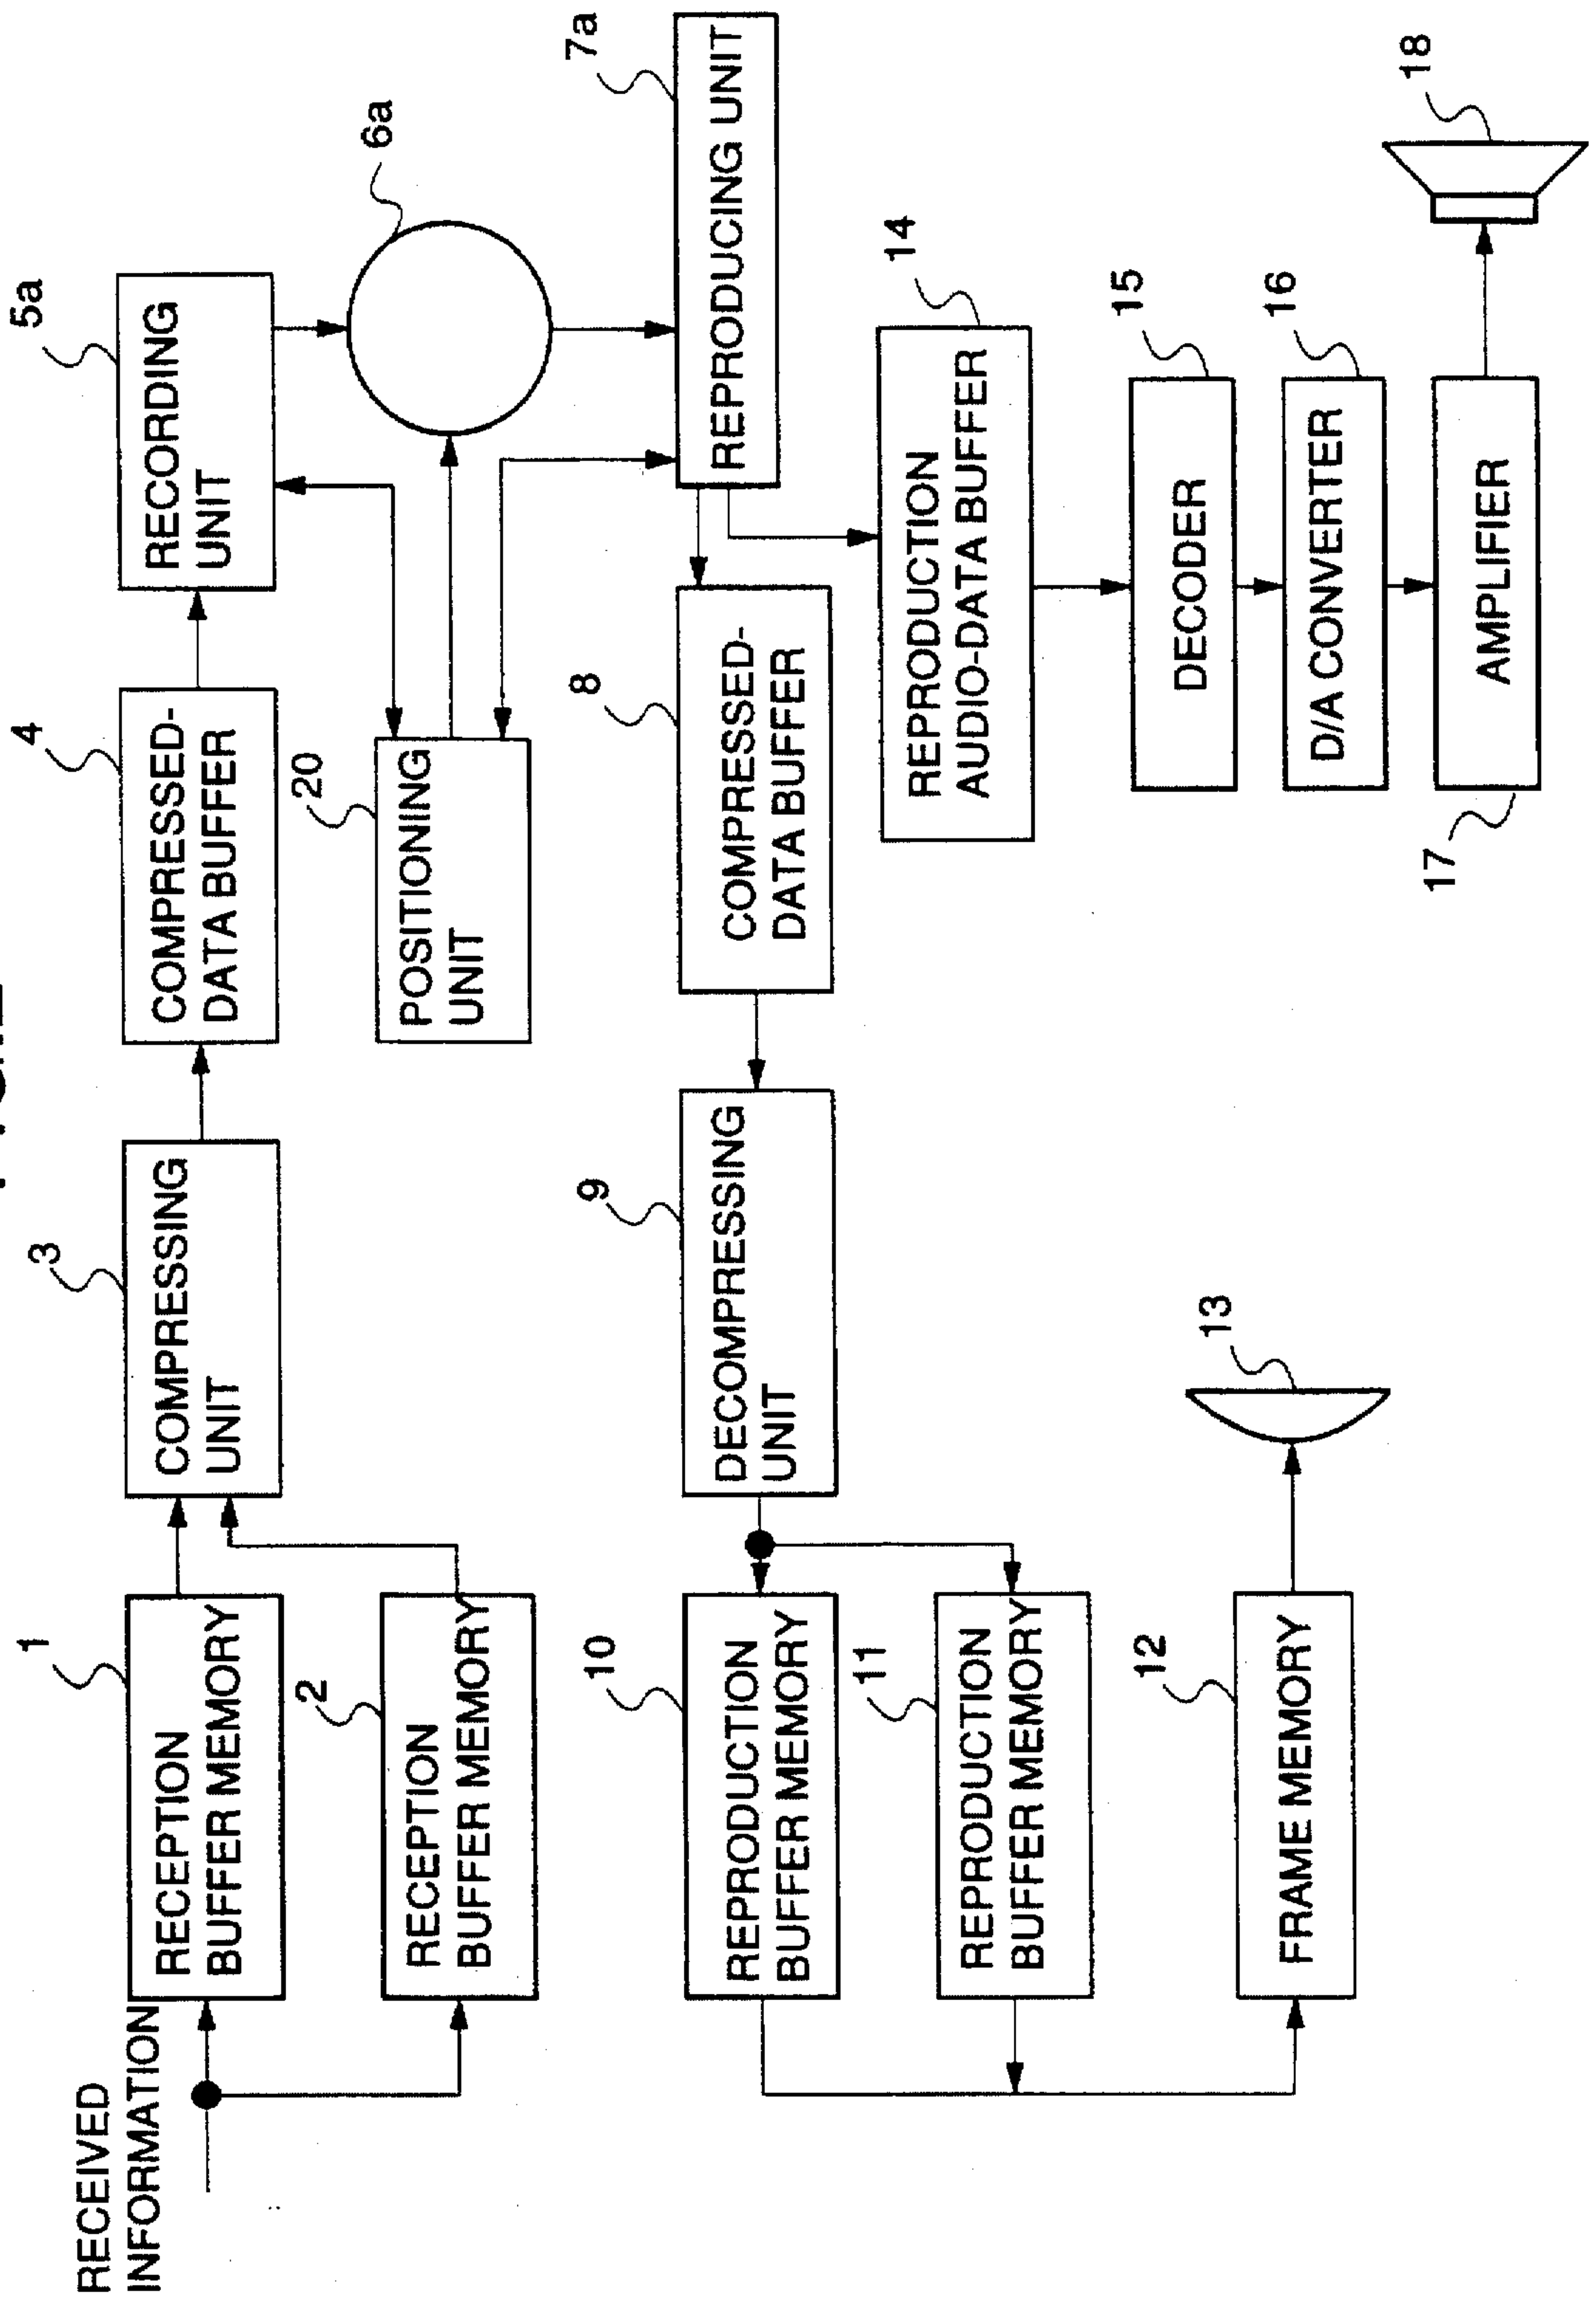 RECEIVED
INFORMATION
1
RECEPTION
BUFFER MEMORY
2
RECEPTION
BUFFER MEMORY
3
COMPRESSING
UNIT
4
COMPRESSED-
DATA BUFFER
5a
RECORDING
UNIT
20
POSITIONING
UNIT
6a
7a
REPRODUCING UNIT
8
COMPRESSED-
DATA BUFFER
9
DECOMPRESSING
UNIT
10
REPRODUCTION
BUFFER MEMORY
11
REPRODUCTION
BUFFER MEMORY
12
FRAME MEMORY
13
14
REPRODUCTION
AUDIO-DATA BUFFER
15
DECODER
16
D/A CONVERTER
17
AMPLIFIER
18